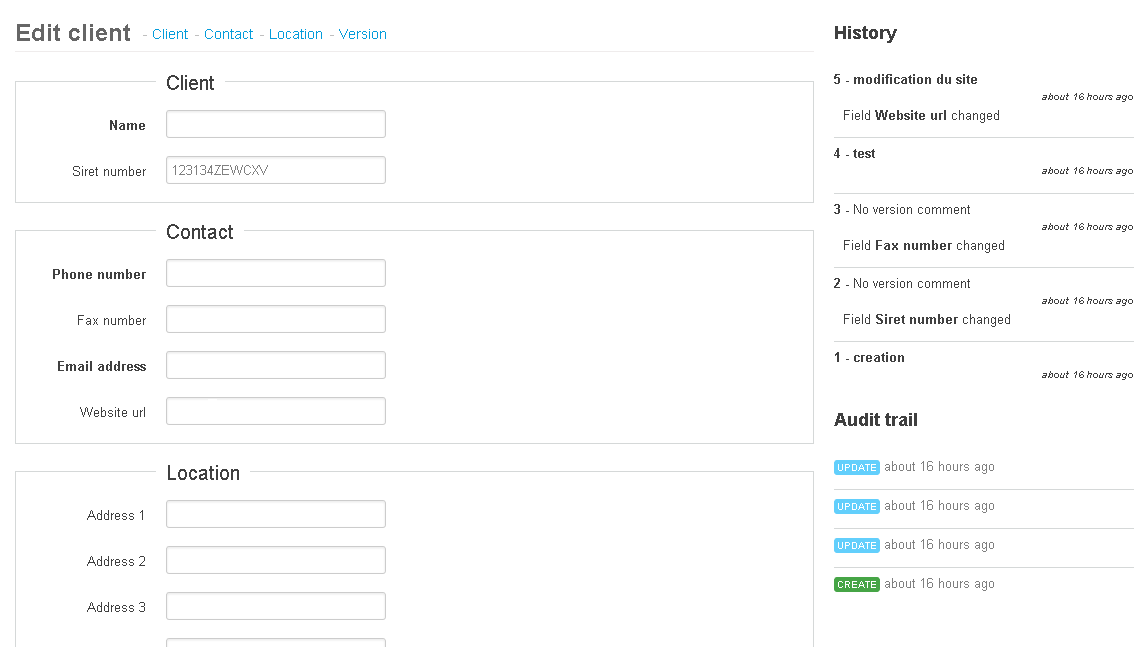 Edit client - Client - Contact - Location - Version
Client
Name
Siret number 123134ZEWCXV
Contact
Phone number
Fax number
Email address
Website url
Location
Address 1
Address 2
Address 3
History
5 - modification du site
about 16 hours ago
Field Website url changed
4 - test
about 16 hours ago
3 - No version comment
about 16 hours ago
Field Fax number changed
2 - No version comment
about 16 hours ago
Field Siret number changed
1 - creation
about 16 hours ago
Audit trail
UPDATE about 16 hours ago
UPDATE about 16 hours ago
UPDATE about 16 hours ago
CREATE about 16 hours ago